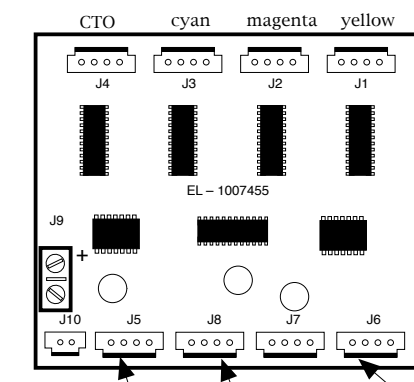 CTO cyan magenta yellow
J4 J3 J2 J1
EL – 1007455
J9
+
J10 J5 J8 J7 J6